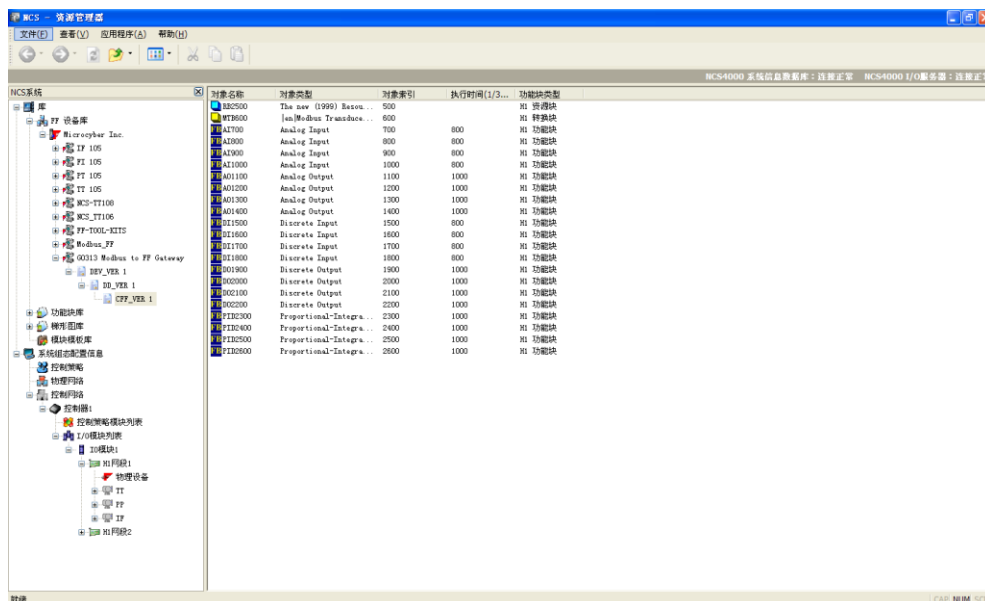 NCS - 资源管理器
文件(F) 查看(V) 应用程序(A) 帮助(H)
NCS4000 系统信息数据库：连接正常 NCS4000 I/O服务器：连接正
NCS系统
库
FF 设备库
Microcyber Inc.
IF 105
FI 105
PT 105
TT 105
NCS-TT108
NCS_TT106
FF-TOOL-KITS
Modbus_FF
G0313 Modbus to FF Gateway
DEV_VER 1
DD_VER 1
CFF_VER 1
功能块库
梯形图库
模块模板库
系统组态配置信息
控制策略
物理网络
控制网络
控制器1
控制策略模块列表
I/O模块列表
IO模块1
H1网段1
物理设备
TT
PP
IF
H1网段2
对象名称 对象类型 对象索引 执行时间(1/3... 功能块类型
RB2500 The new (1999) Resou... 500 H1 资源块
MTB600 |en|Modbus Transduce... 600 H1 转换块
AI700 Analog Input 700 800 H1 功能块
AI800 Analog Input 800 800 H1 功能块
AI900 Analog Input 900 800 H1 功能块
AI1000 Analog Input 1000 800 H1 功能块
AO1100 Analog Output 1100 1000 H1 功能块
AO1200 Analog Output 1200 1000 H1 功能块
AO1300 Analog Output 1300 1000 H1 功能块
AO1400 Analog Output 1400 1000 H1 功能块
DI1500 Discrete Input 1500 800 H1 功能块
DI1600 Discrete Input 1600 800 H1 功能块
DI1700 Discrete Input 1700 800 H1 功能块
DI1800 Discrete Input 1800 800 H1 功能块
DO1900 Discrete Output 1900 1000 H1 功能块
DO2000 Discrete Output 2000 1000 H1 功能块
DO2100 Discrete Output 2100 1000 H1 功能块
DO2200 Discrete Output 2200 1000 H1 功能块
PID2300 Proportional-Integra... 2300 1000 H1 功能块
PID2400 Proportional-Integra... 2400 1000 H1 功能块
PID2500 Proportional-Integra... 2500 1000 H1 功能块
PID2600 Proportional-Integra... 2600 1000 H1 功能块
就绪
CAP NUM SC